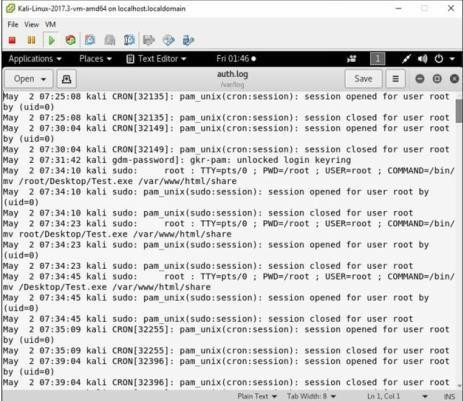 Kali-Linux-2017.3-vm-amd64 on localhost.localdomain
File View VM
Applications Places Text Editor Fri 01:46 1
Open auth.log Save
/var/log
May  2 07:25:08 kali CRON[32135]: pam_unix(cron:session): session opened for user root
by (uid=0)
May  2 07:25:08 kali CRON[32135]: pam_unix(cron:session): session closed for user root
May  2 07:30:04 kali CRON[32149]: pam_unix(cron:session): session opened for user root
by (uid=0)
May  2 07:30:04 kali CRON[32149]: pam_unix(cron:session): session closed for user root
May  2 07:31:42 kali gdm-password]: gkr-pam: unlocked login keyring
May  2 07:34:10 kali sudo:     root : TTY=pts/0 ; PWD=/root ; USER=root ; COMMAND=/bin/
mv /root/Desktop/Test.exe /var/www/html/share
May  2 07:34:10 kali sudo: pam_unix(sudo:session): session opened for user root by
(uid=0)
May  2 07:34:10 kali sudo: pam_unix(sudo:session): session closed for user root
May  2 07:34:23 kali sudo:     root : TTY=pts/0 ; PWD=/root ; USER=root ; COMMAND=/bin/
mv root/Desktop/Test.exe /var/www/html/share
May  2 07:34:23 kali sudo: pam_unix(sudo:session): session opened for user root by
(uid=0)
May  2 07:34:23 kali sudo: pam_unix(sudo:session): session closed for user root
May  2 07:34:45 kali sudo:     root : TTY=pts/0 ; PWD=/root ; USER=root ; COMMAND=/bin/
mv /Desktop/Test.exe /var/www/html/share
May  2 07:34:45 kali sudo: pam_unix(sudo:session): session opened for user root by
(uid=0)
May  2 07:34:45 kali sudo: pam_unix(sudo:session): session closed for user root
May  2 07:35:09 kali CRON[32255]: pam_unix(cron:session): session opened for user root
by (uid=0)
May  2 07:35:09 kali CRON[32255]: pam_unix(cron:session): session closed for user root
May  2 07:39:04 kali CRON[32396]: pam_unix(cron:session): session opened for user root
by (uid=0)
May  2 07:39:04 kali CRON[32396]: pam_unix(cron:session): session closed for user root
Plain Text Tab Width: 8 Ln 1, Col 1 INS